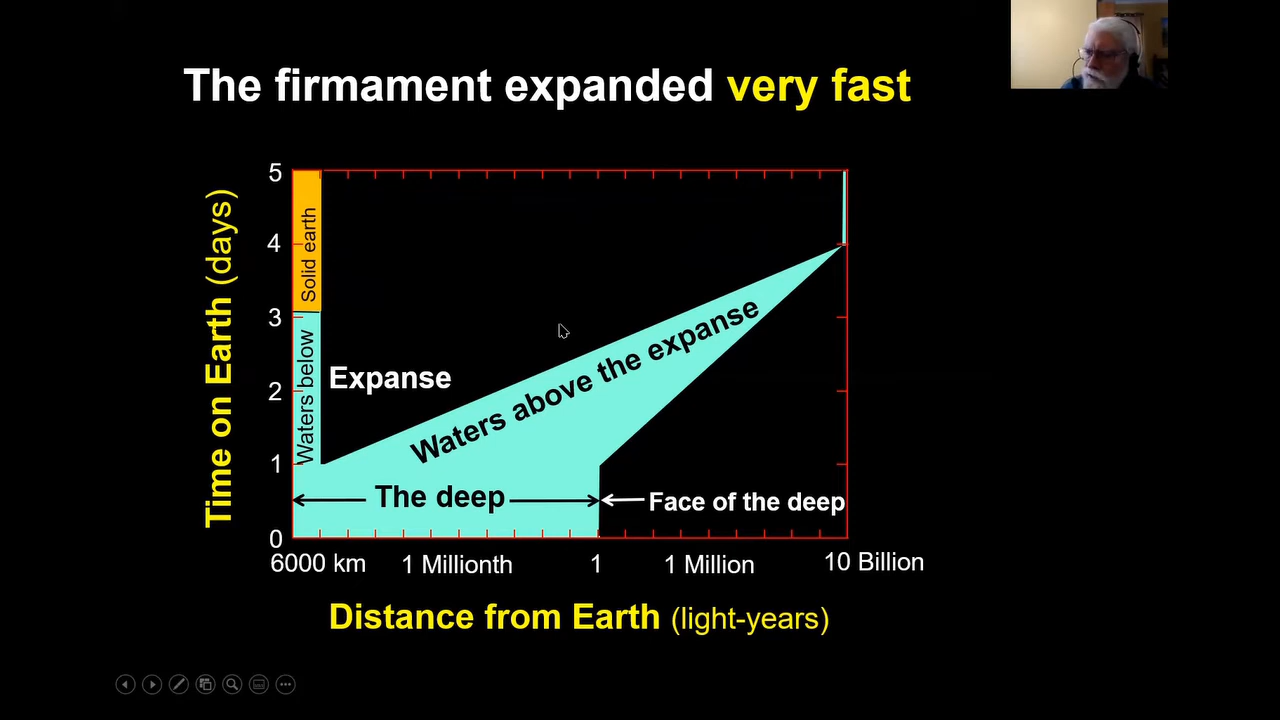 The firmament expanded very fast
Time on Earth (days)
5
4
3
2
1
0
Solid earth
Waters below
Expanse
Waters above the expanse
The deep
Face of the deep
6000 km 1 Millionth 1 1 Million 10 Billion
Distance from Earth (light-years)